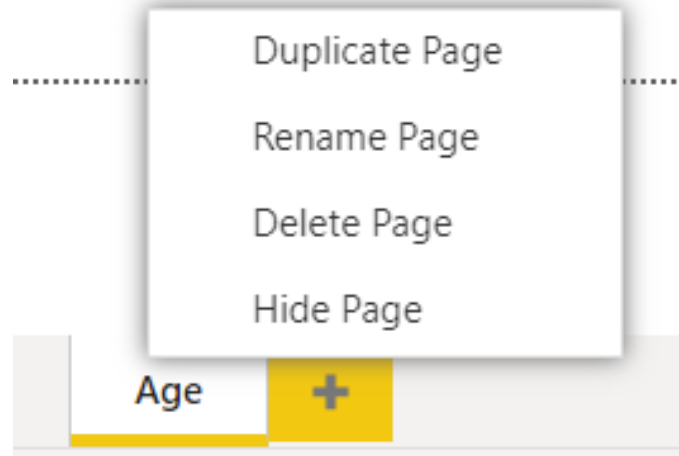 Duplicate Page
Rename Page
Delete Page
Hide Page
Age +